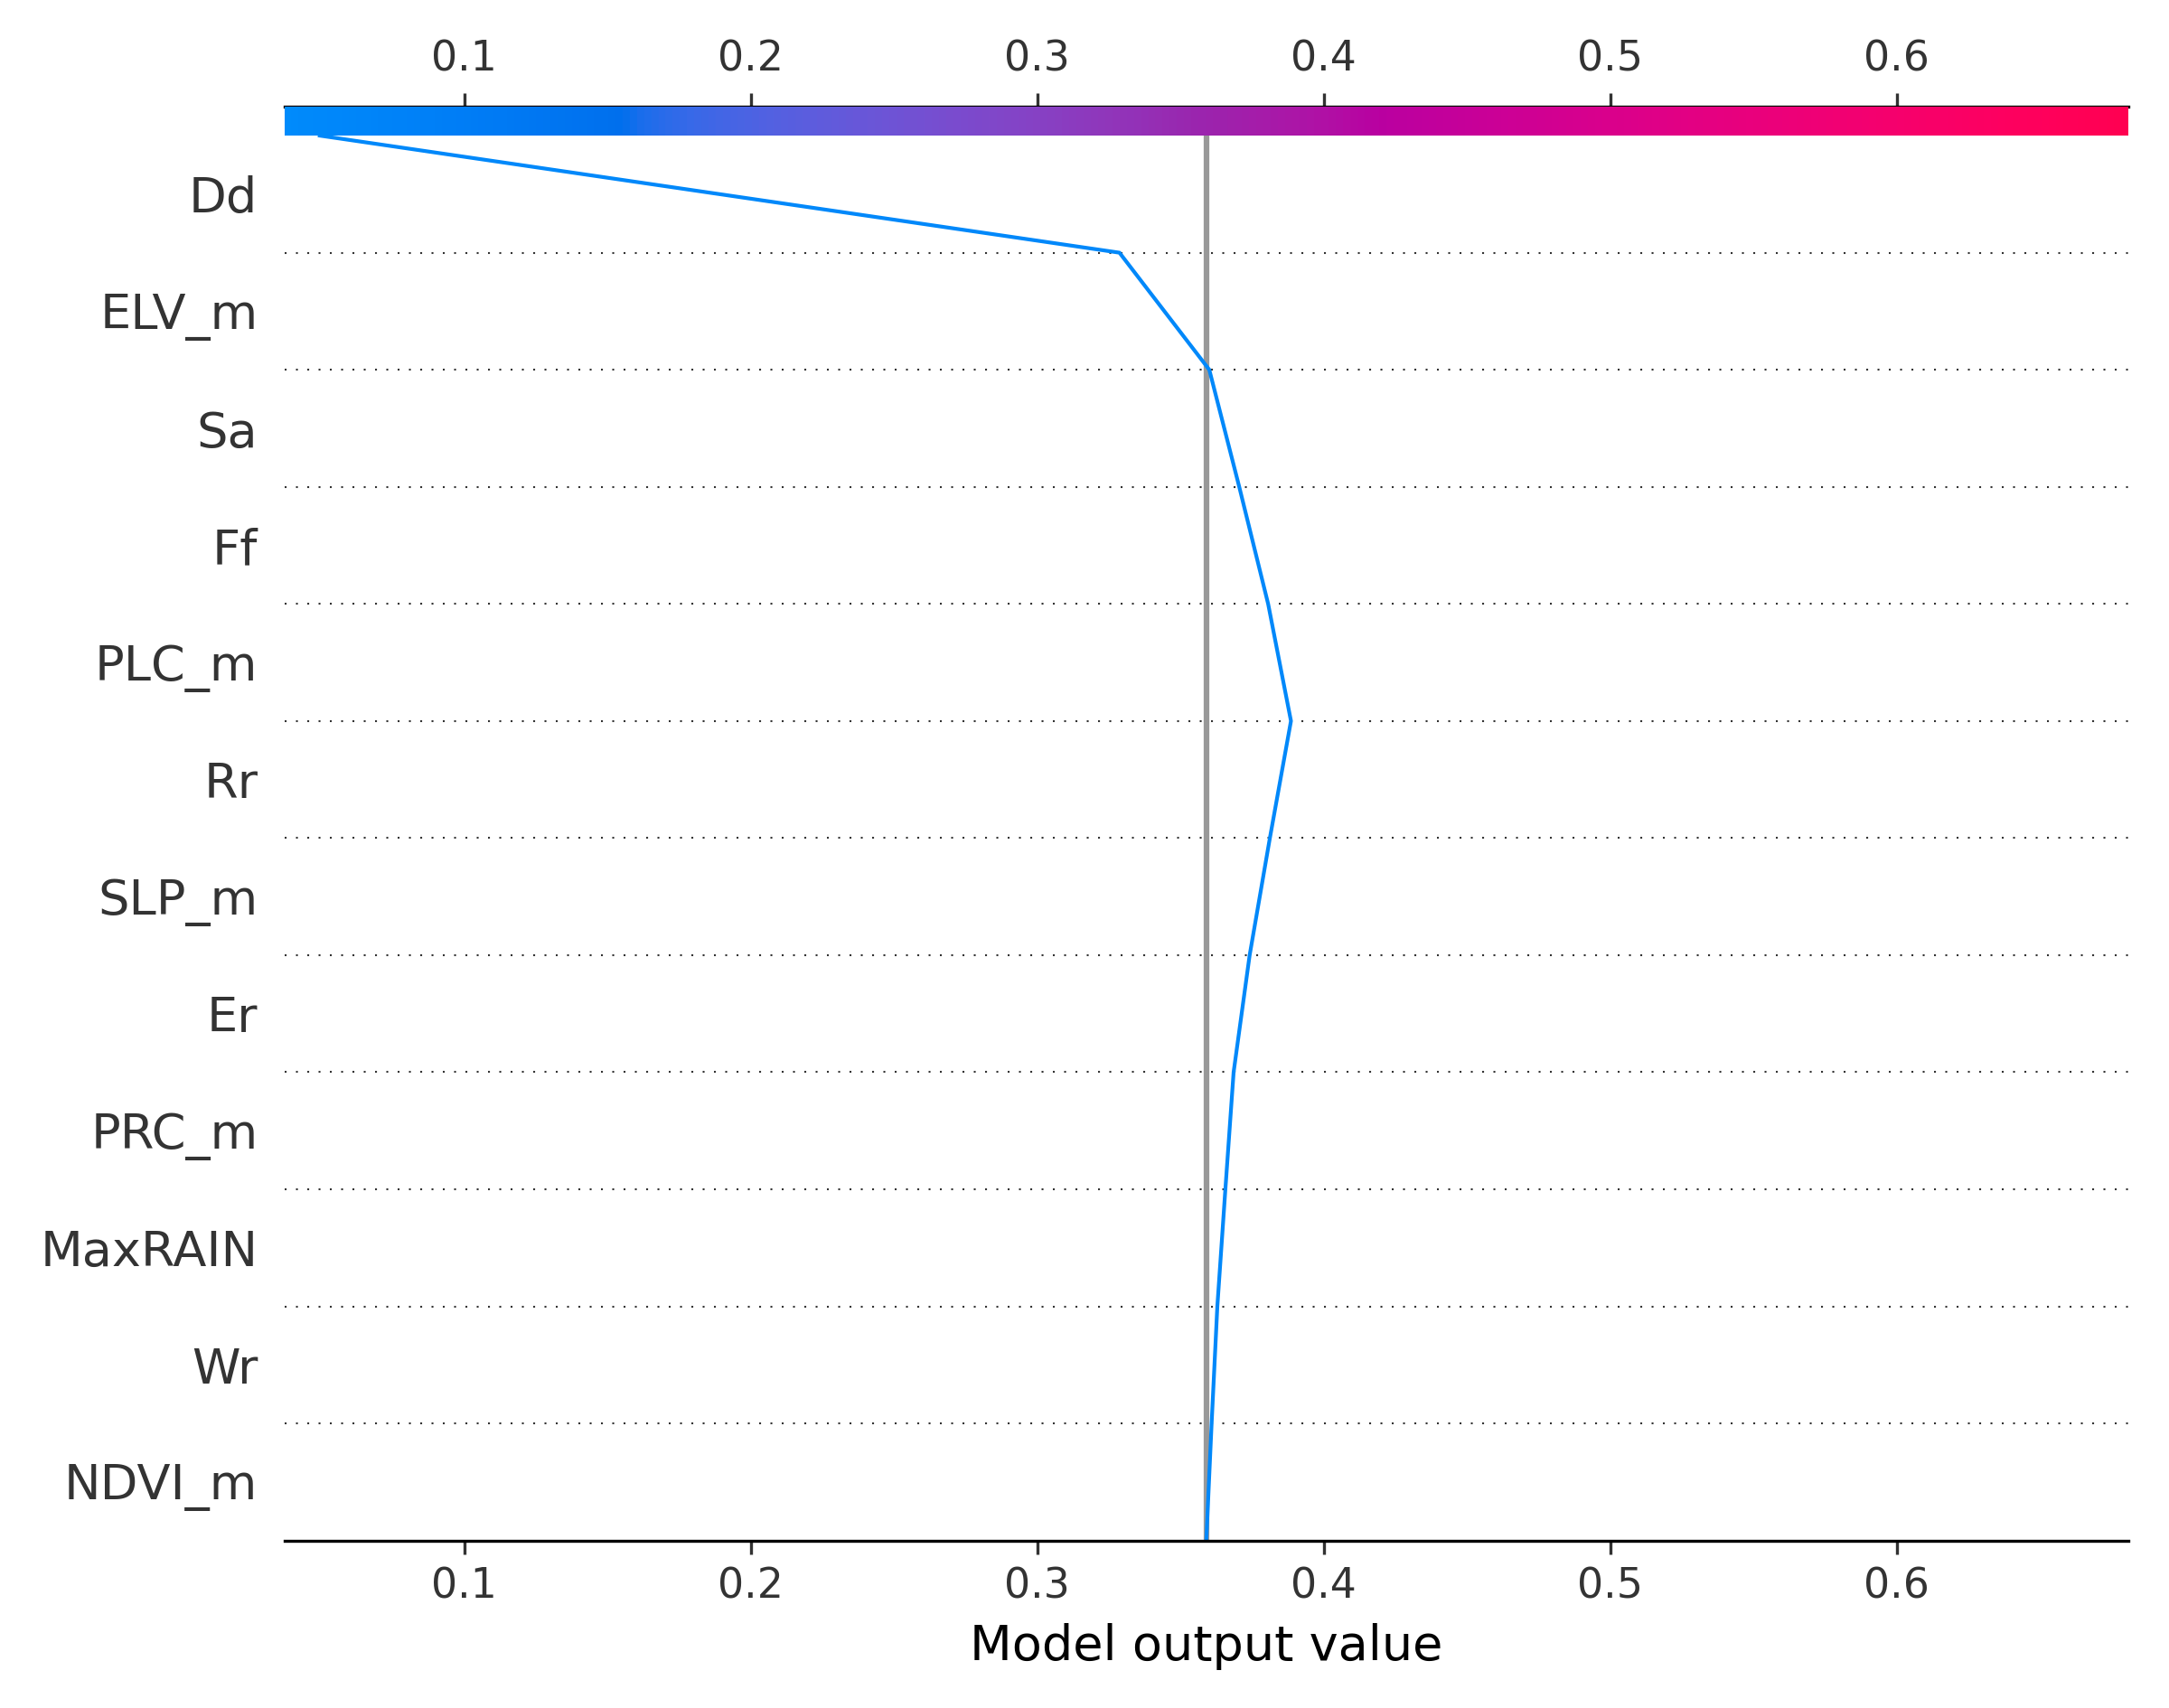 0.1 0.2 0.3 0.4 0.5 0.6
Dd
ELV_m
Sa
Ff
PLC_m
Rr
SLP_m
Er
PRC_m
MaxRAIN
Wr
NDVI_m
0.1 0.2 0.3 0.4 0.5 0.6
Model output value